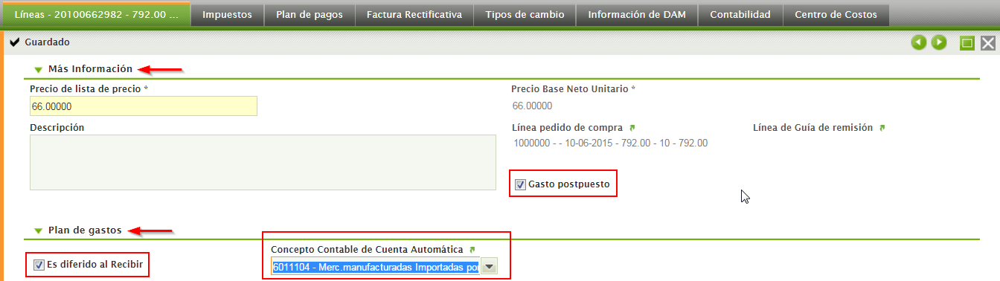 Líneas - 20100662982 - 792.00 ...
Impuestos
Plan de pagos
Factura Rectificativa
Tipos de cambio
Información de DAM
Contabilidad
Centro de Costos
Guardado
Más Información
Precio de lista de precio *
Precio Base Neto Unitario *
66.00000
66.00000
Descripción
Línea pedido de compra
Línea de Guía de remisión
1000000 - - 10-06-2015 - 792.00 - 10 - 792.00
Gasto postpuesto
Plan de gastos
Concepto Contable de Cuenta Automática
Es diferido al Recibir
6011104 - Merc.manufacturadas Importadas por